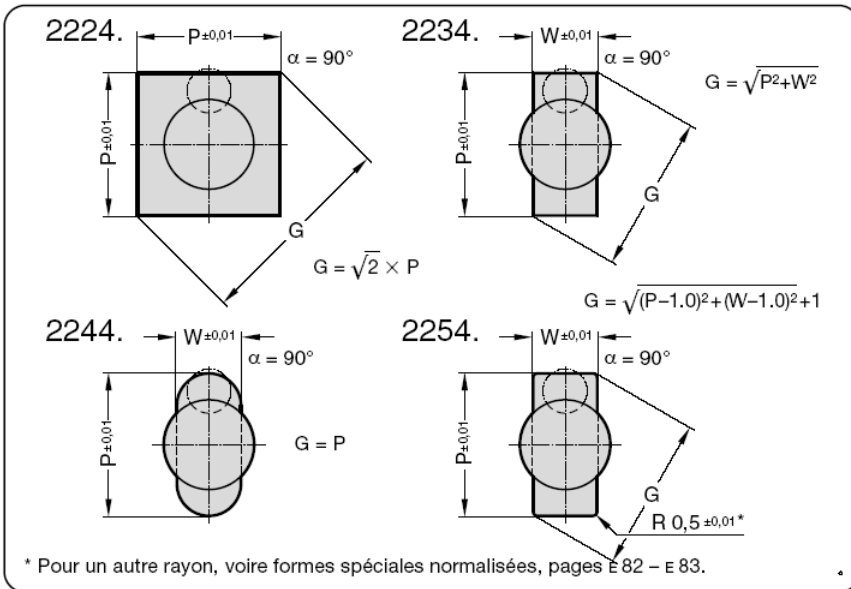 2224.
P±0,01
α = 90°
P±0,01
G
G = √2 × P
2234.
W±0,01
α = 90°
G = √P²+W²
P±0,01
G
2244.
W±0,01
α = 90°
P±0,01
G = P
G = √(P−1.0)²+(W−1.0)²+1
2254.
W±0,01
α = 90°
P±0,01
G
R 0,5 ±0,01*
* Pour un autre rayon, voire formes spéciales normalisées, pages E 82 – E 83.